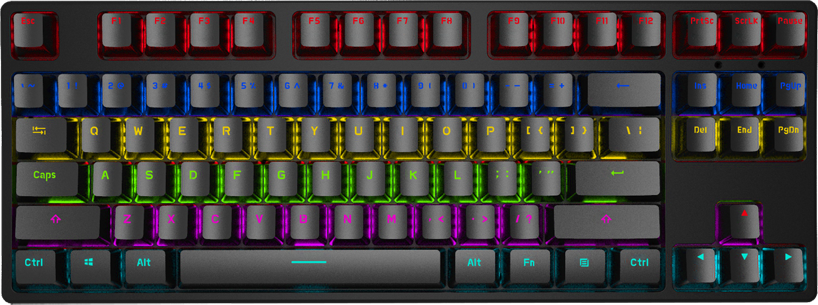 Esc F1 F2 F3 F4 F5 F6 F7 F8 F9 F10 F11 F12 PrtSc ScrLK Pause
1 ! 2 @ 3 # 4 $ 5 % 6 ^ 7 & 8 * 9 ( 0 ) - = + ← Ins Home PgUp
Q W E R T Y U I O P [ { ] } \ | Del End PgDn
Caps A S D F G H J K L ; : ' " ↵
Z X C V B N M < > / ? ▲
Ctrl Alt Alt Fn Ctrl ◄ ▼ ►